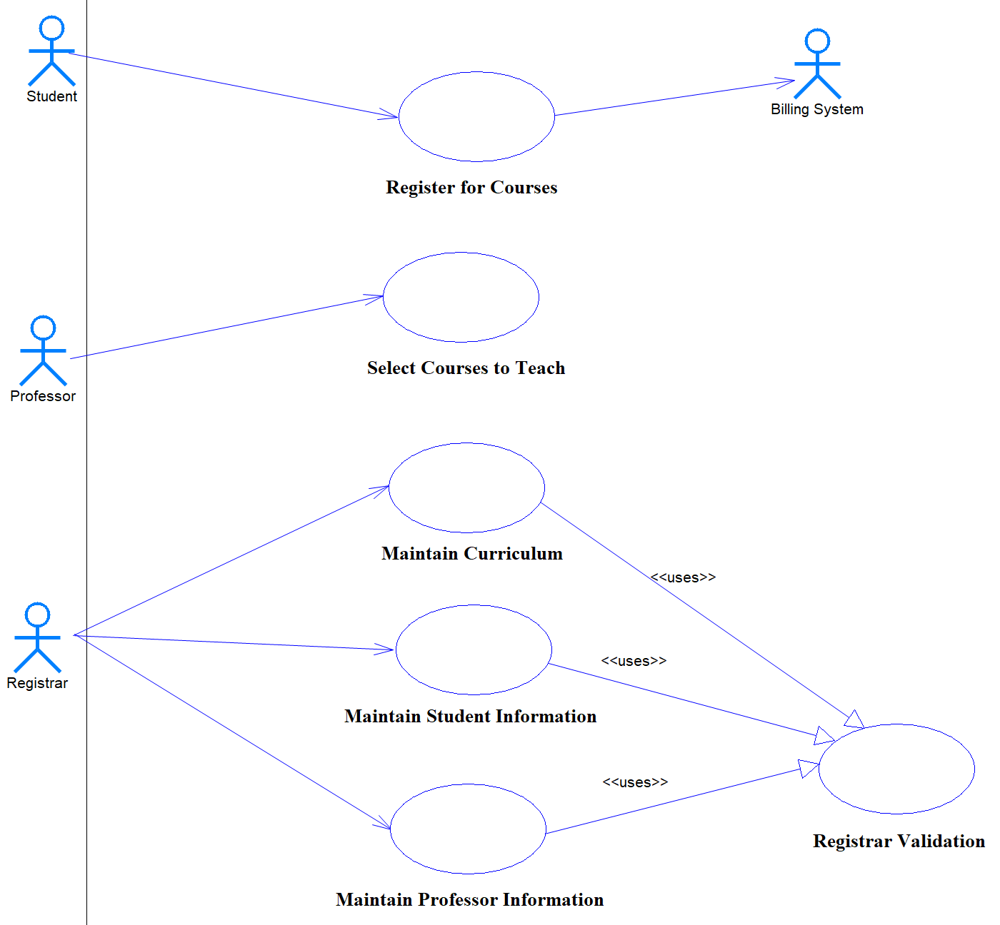 Student
Billing System
Register for Courses
Select Courses to Teach
Professor
Maintain Curriculum
<<uses>>
<<uses>>
Registrar
Maintain Student Information
<<uses>>
Registrar Validation
Maintain Professor Information